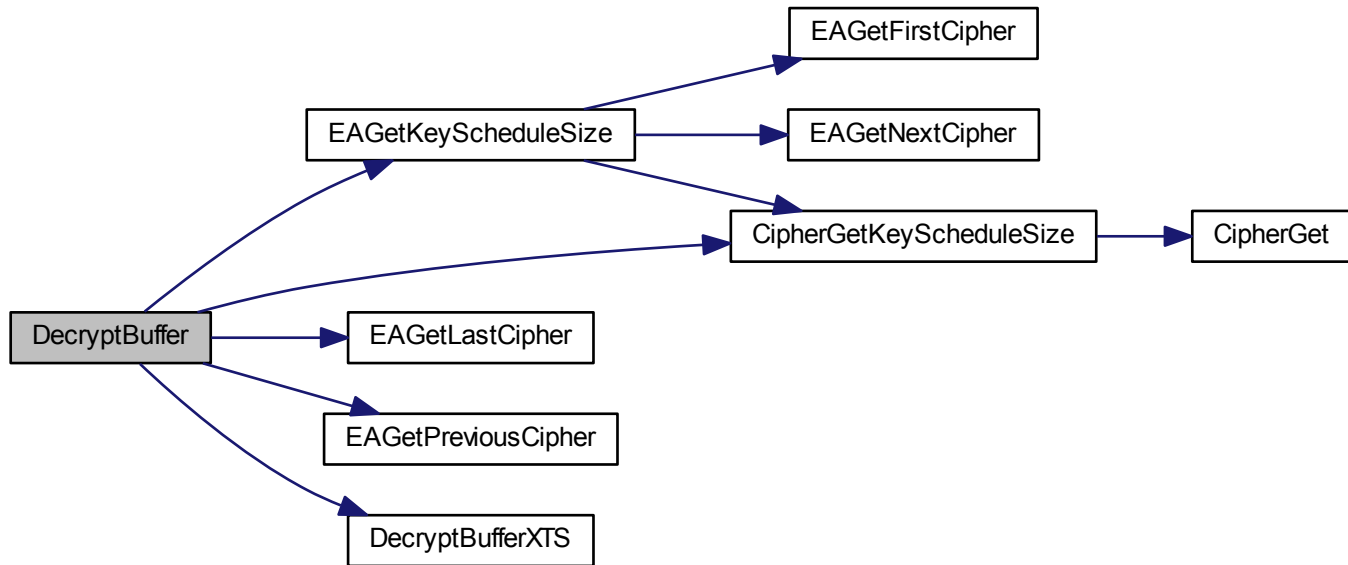 EAGetFirstCipher
EAGetKeyScheduleSize
EAGetNextCipher
CipherGetKeyScheduleSize
CipherGet
DecryptBuffer
EAGetLastCipher
EAGetPreviousCipher
DecryptBufferXTS